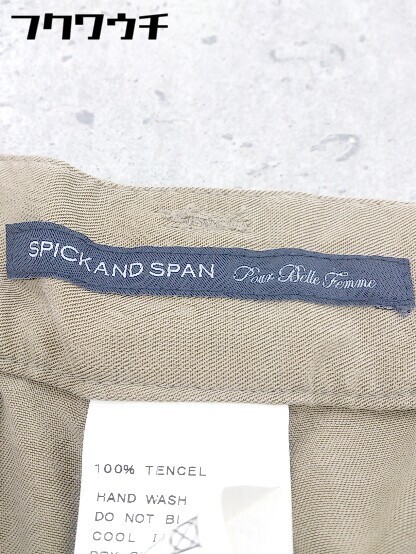 フクワウチ
SPICK AND SPAN Pour Belle Femme
100% TENCEL
HAND WASH
DO NOT BL
COOL